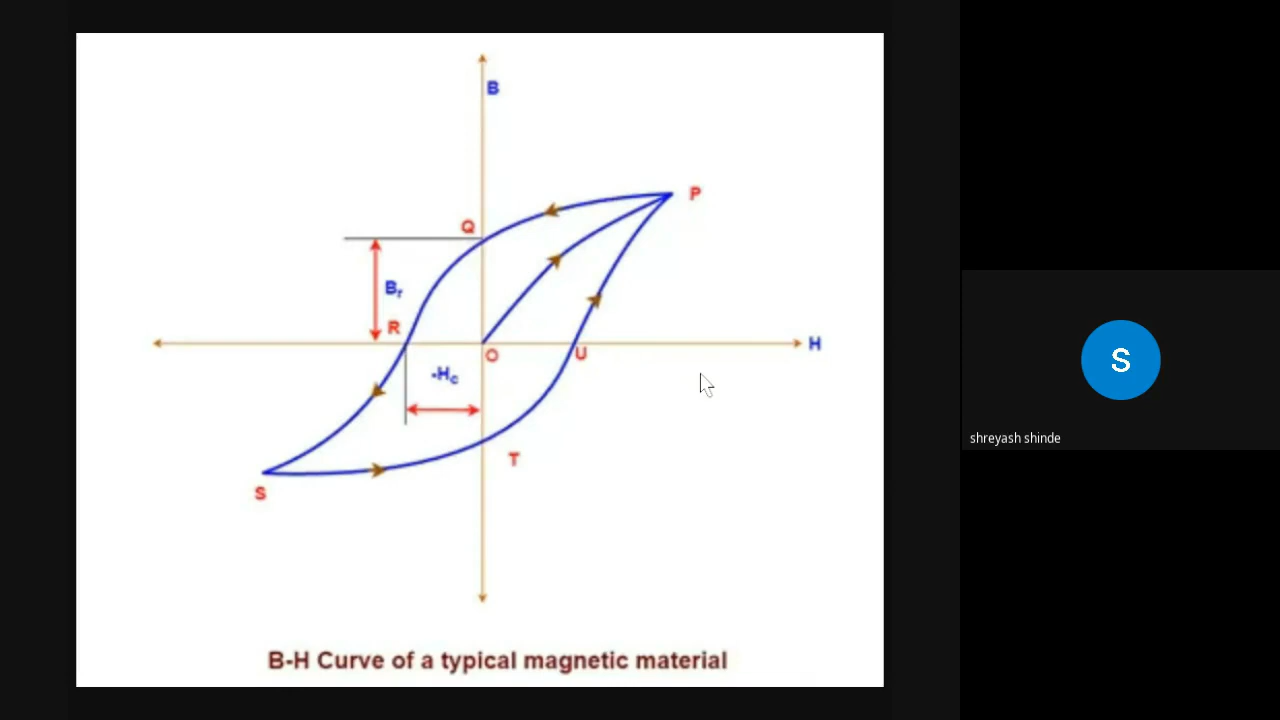 B
P
Q
Br
R
H
O
U
-Hc
T
S
B-H Curve of a typical magnetic material
S
shreyash shinde